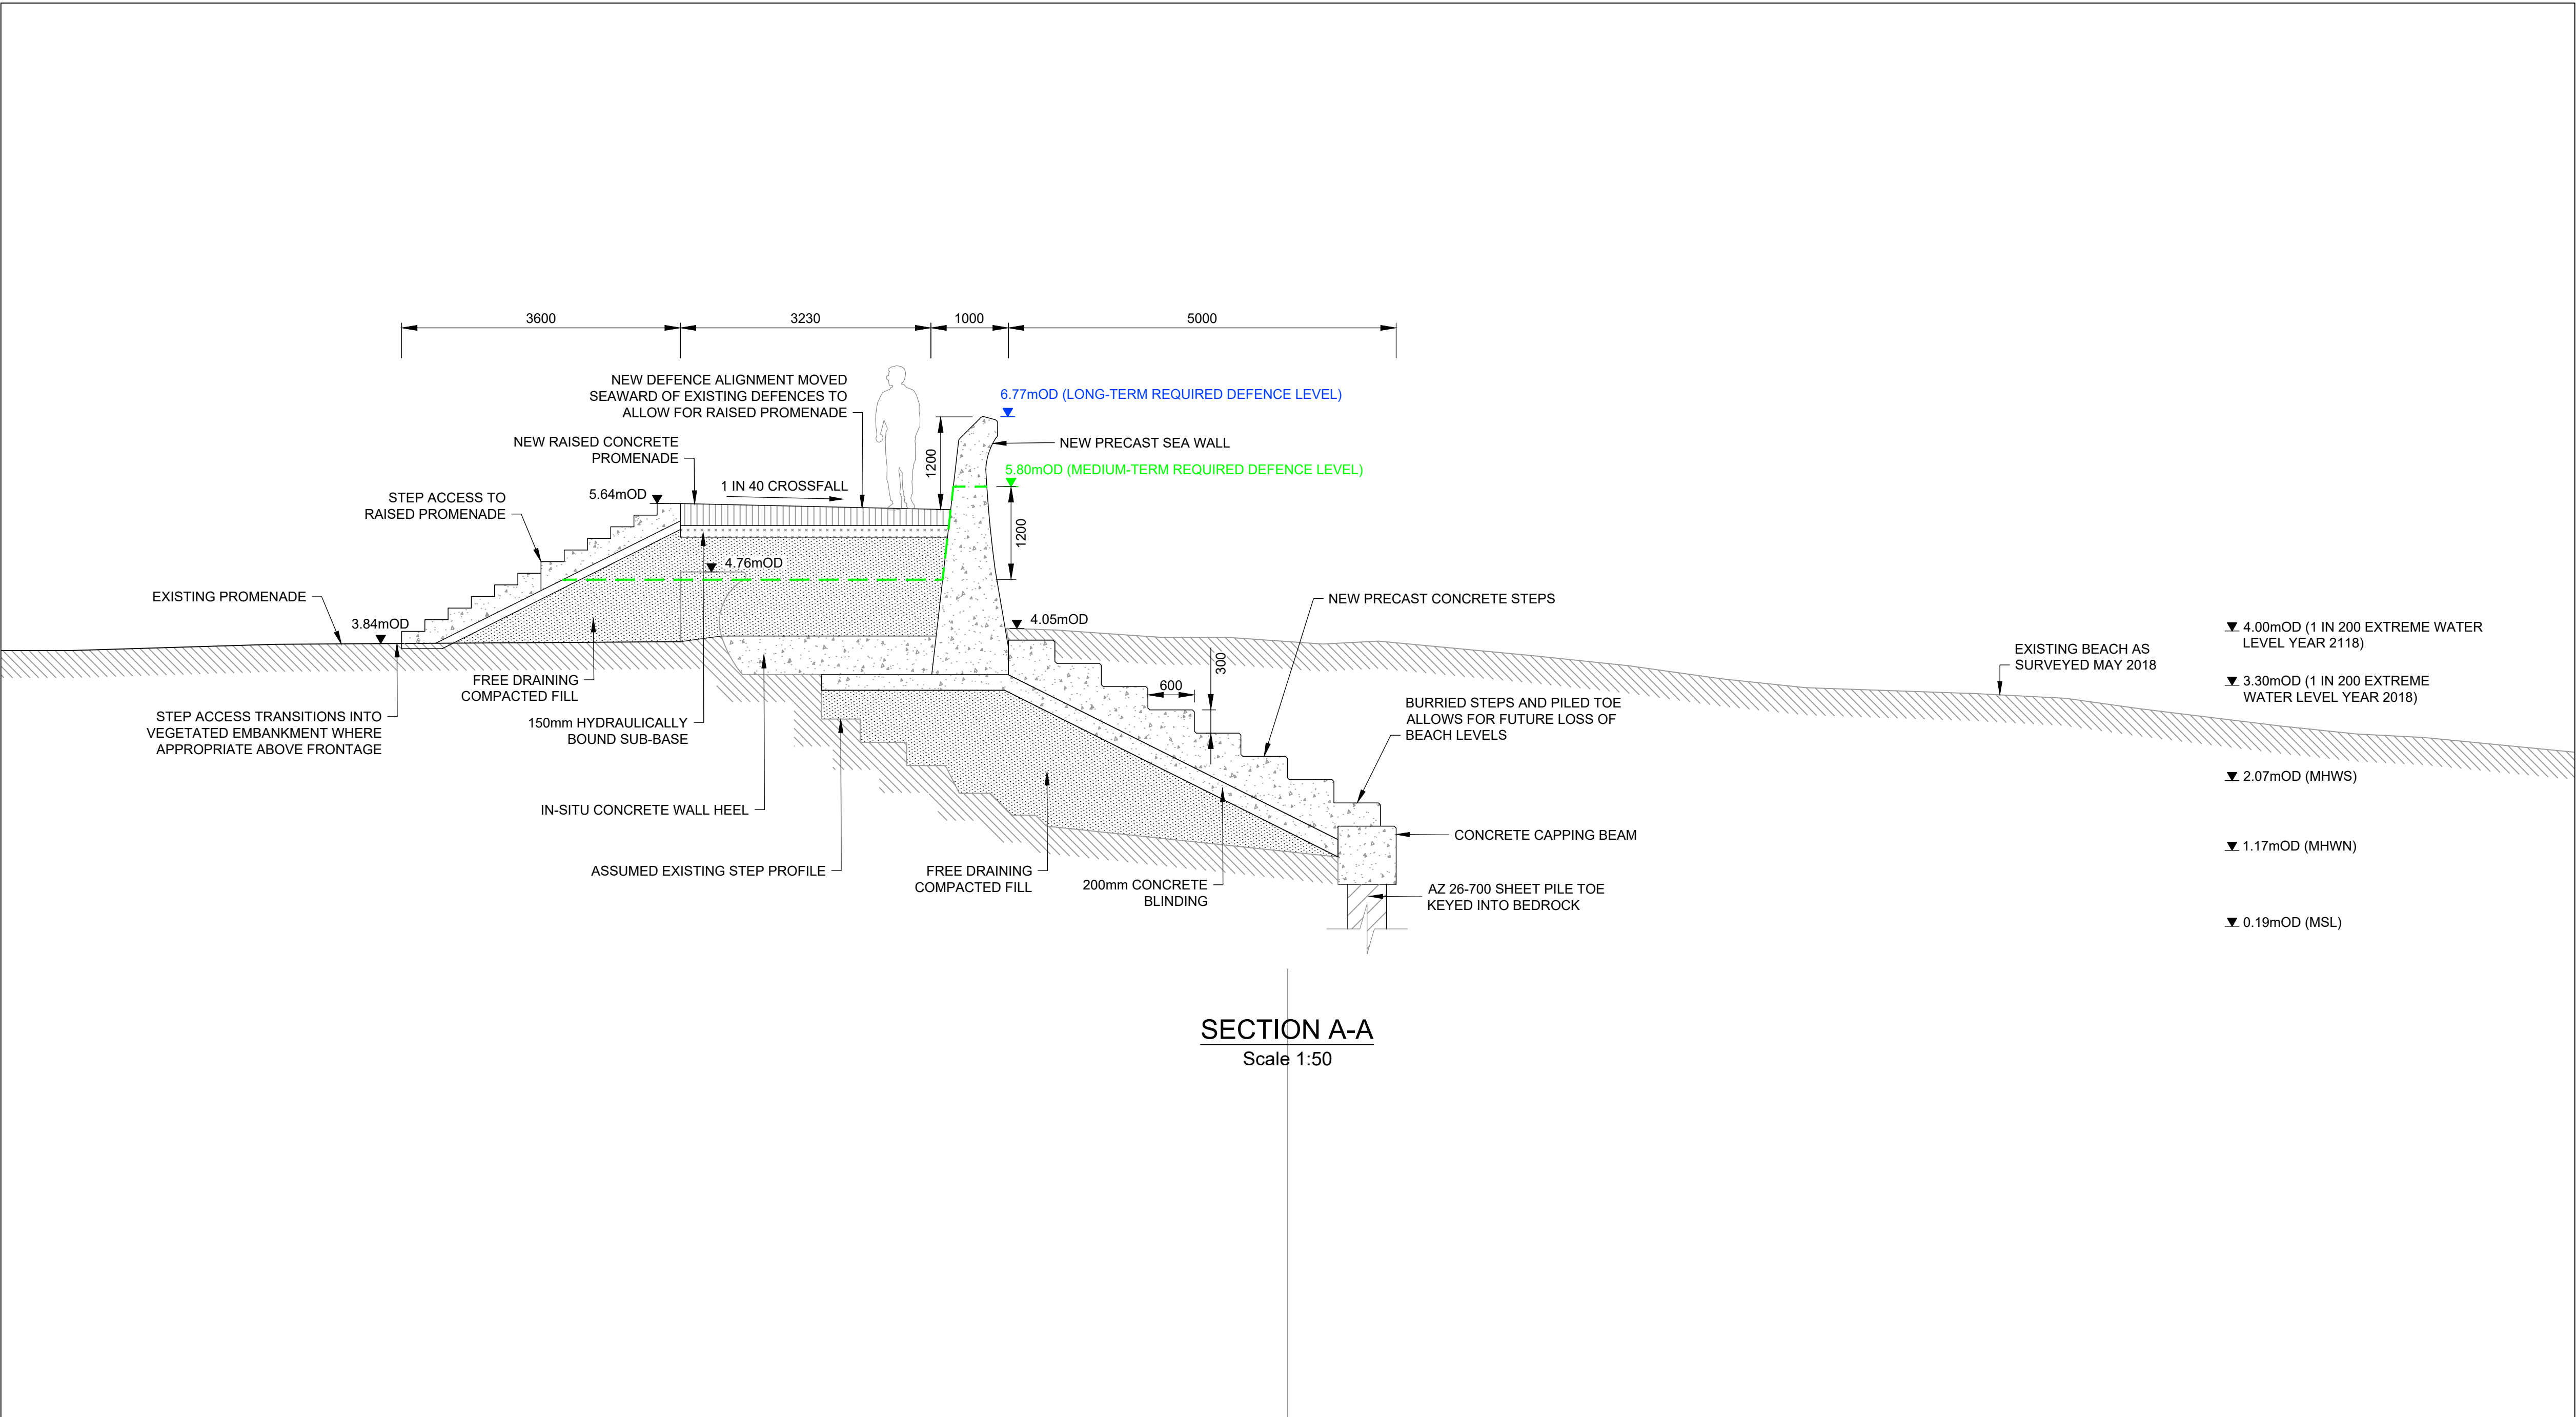 3600
3230
1000
5000
NEW DEFENCE ALIGNMENT MOVED
SEAWARD OF EXISTING DEFENCES TO
ALLOW FOR RAISED PROMENADE
6.77mOD (LONG-TERM REQUIRED DEFENCE LEVEL)
NEW RAISED CONCRETE
PROMENADE
NEW PRECAST SEA WALL
1200
5.80mOD (MEDIUM-TERM REQUIRED DEFENCE LEVEL)
1 IN 40 CROSSFALL
5.64mOD
STEP ACCESS TO
RAISED PROMENADE
1200
4.76mOD
EXISTING PROMENADE
3.84mOD
4.05mOD
NEW PRECAST CONCRETE STEPS
4.00mOD (1 IN 200 EXTREME WATER
LEVEL YEAR 2118)
EXISTING BEACH AS
SURVEYED MAY 2018
300
600
3.30mOD (1 IN 200 EXTREME
WATER LEVEL YEAR 2018)
FREE DRAINING
COMPACTED FILL
STEP ACCESS TRANSITIONS INTO
VEGETATED EMBANKMENT WHERE
APPROPRIATE ABOVE FRONTAGE
150mm HYDRAULICALLY
BOUND SUB-BASE
BURRIED STEPS AND PILED TOE
ALLOWS FOR FUTURE LOSS OF
BEACH LEVELS
2.07mOD (MHWS)
IN-SITU CONCRETE WALL HEEL
CONCRETE CAPPING BEAM
1.17mOD (MHWN)
ASSUMED EXISTING STEP PROFILE
FREE DRAINING
COMPACTED FILL
200mm CONCRETE
BLINDING
AZ 26-700 SHEET PILE TOE
KEYED INTO BEDROCK
0.19mOD (MSL)
SECTION A-A
Scale 1:50